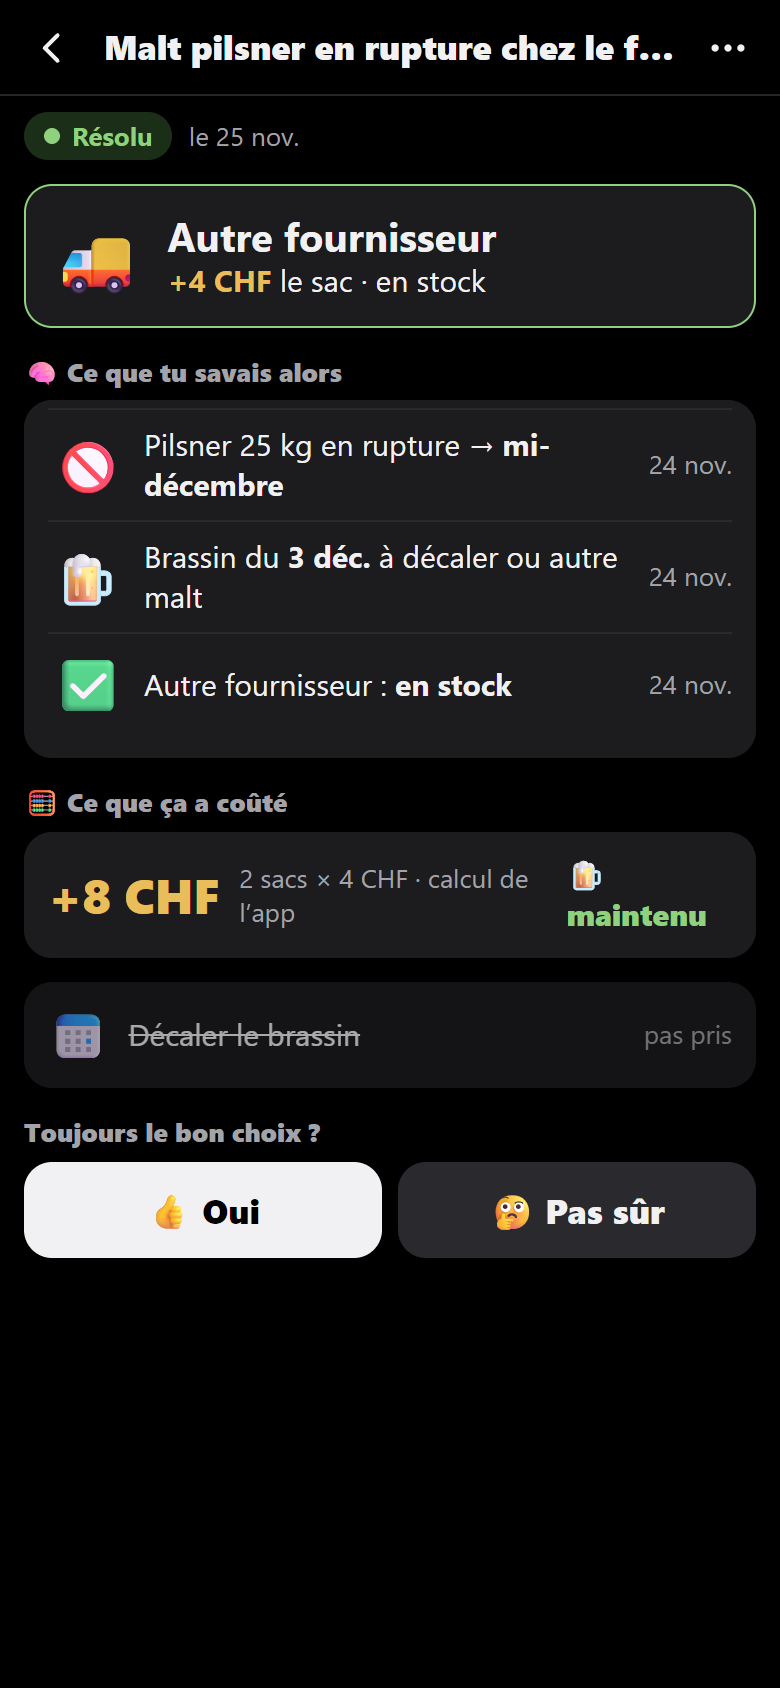 Malt pilsner en rupture chez le f...
Résolu le 25 nov.
Autre fournisseur
+4 CHF le sac · en stock
Ce que tu savais alors
Pilsner 25 kg en rupture → mi-
décembre
24 nov.
Brassin du 3 déc. à décaler ou autre
malt
24 nov.
Autre fournisseur : en stock
24 nov.
Ce que ça a coûté
+8 CHF
2 sacs × 4 CHF · calcul de
l’app
maintenu
Décaler le brassin
pas pris
Toujours le bon choix ?
Oui
Pas sûr